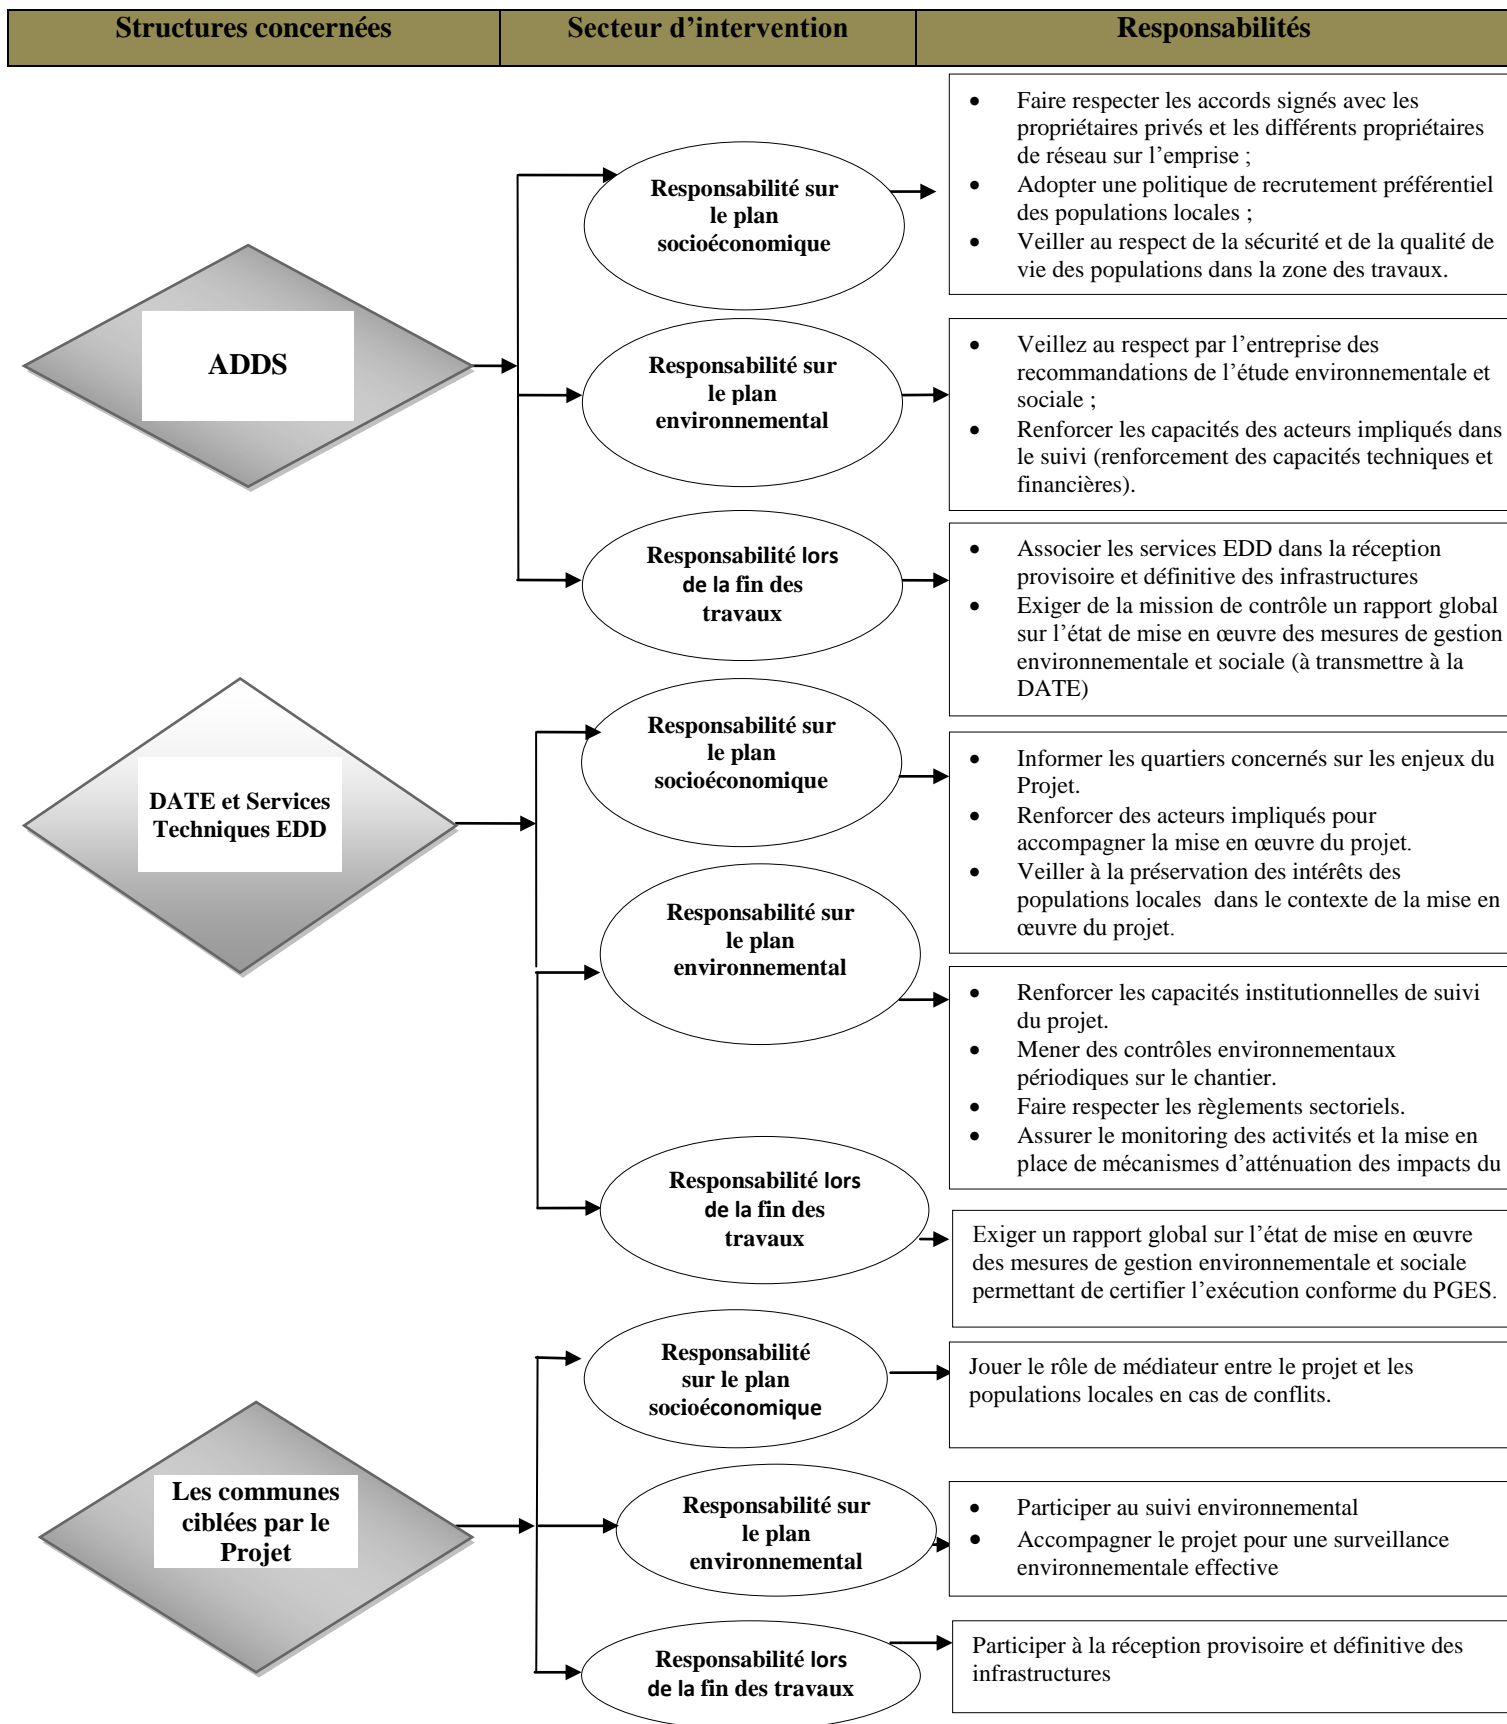 Structures concernées
Secteur d’intervention
Responsabilités
ADDS
Responsabilité sur
le plan
socioéconomique
• Faire respecter les accords signés avec les
propriétaires privés et les différents propriétaires
de réseau sur l’emprise ;
• Adopter une politique de recrutement préférentiel
des populations locales ;
• Veiller au respect de la sécurité et de la qualité de
vie des populations dans la zone des travaux.
Responsabilité sur
le plan
environnemental
• Veillez au respect par l’entreprise des
recommandations de l’étude environnementale et
sociale ;
• Renforcer les capacités des acteurs impliqués dans
le suivi (renforcement des capacités techniques et
financières).
Responsabilité lors
de la fin des
travaux
• Associer les services EDD dans la réception
provisoire et définitive des infrastructures
• Exiger de la mission de contrôle un rapport global
sur l’état de mise en œuvre des mesures de gestion
environnementale et sociale (à transmettre à la
DATE)
DATE et Services
Techniques EDD
Responsabilité sur
le plan
socioéconomique
• Informer les quartiers concernés sur les enjeux du
Projet.
• Renforcer des acteurs impliqués pour
accompagner la mise en œuvre du projet.
• Veiller à la préservation des intérêts des
populations locales  dans le contexte de la mise en
œuvre du projet.
Responsabilité sur
le plan
environnemental
• Renforcer les capacités institutionnelles de suivi
du projet.
• Mener des contrôles environnementaux
périodiques sur le chantier.
• Faire respecter les règlements sectoriels.
• Assurer le monitoring des activités et la mise en
place de mécanismes d’atténuation des impacts du
Responsabilité lors
de la fin des
travaux
Exiger un rapport global sur l’état de mise en œuvre
des mesures de gestion environnementale et sociale
permettant de certifier l’exécution conforme du PGES.
Les communes
ciblées par le
Projet
Responsabilité
sur le plan
socioéconomique
Jouer le rôle de médiateur entre le projet et les
populations locales en cas de conflits.
Responsabilité sur
le plan
environnemental
• Participer au suivi environnemental
• Accompagner le projet pour une surveillance
environnementale effective
Responsabilité lors
de la fin des travaux
Participer à la réception provisoire et définitive des
infrastructures